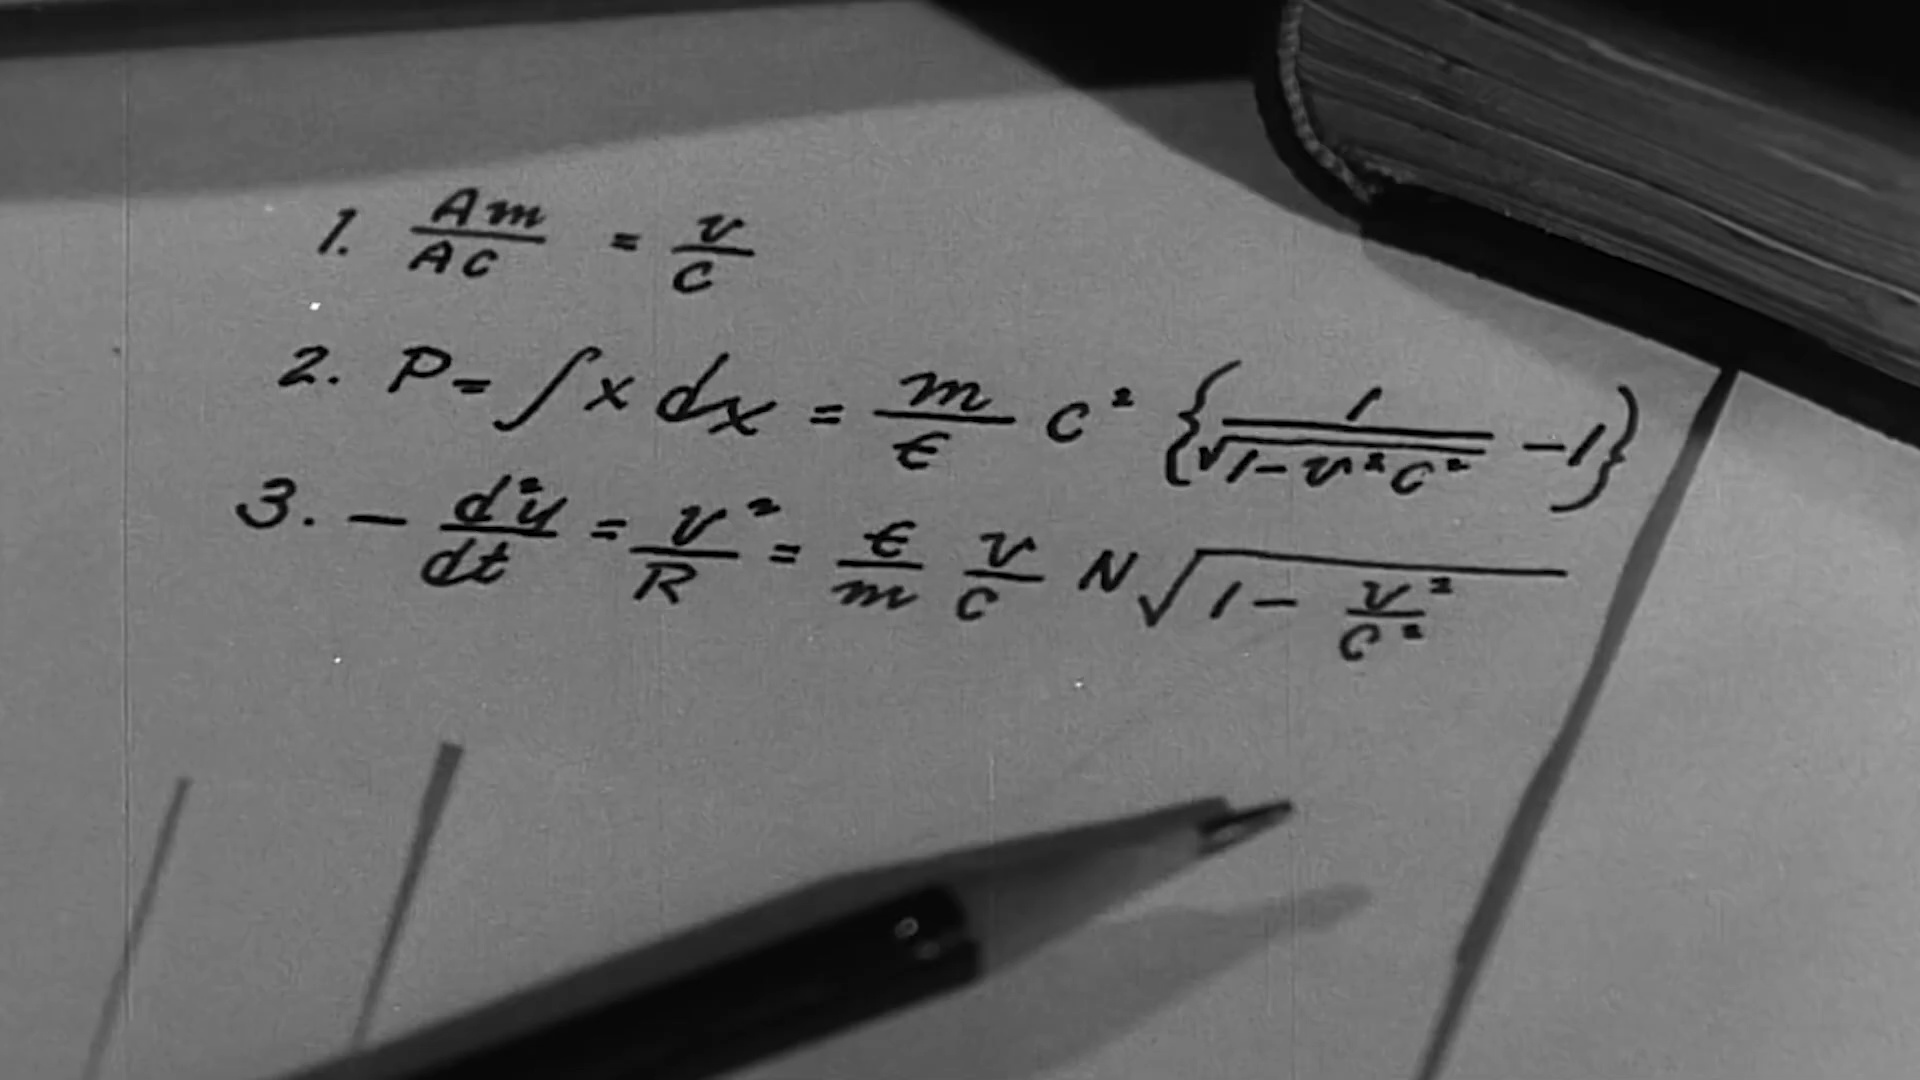 1. Am/Ac = v/c
2. P = ∫ x dx = m/ϵ c² {1/√(1-v²c²) -1}
3. - d²y/dt = v²/R = ϵ/m v/c N √(1 - v²/c²)